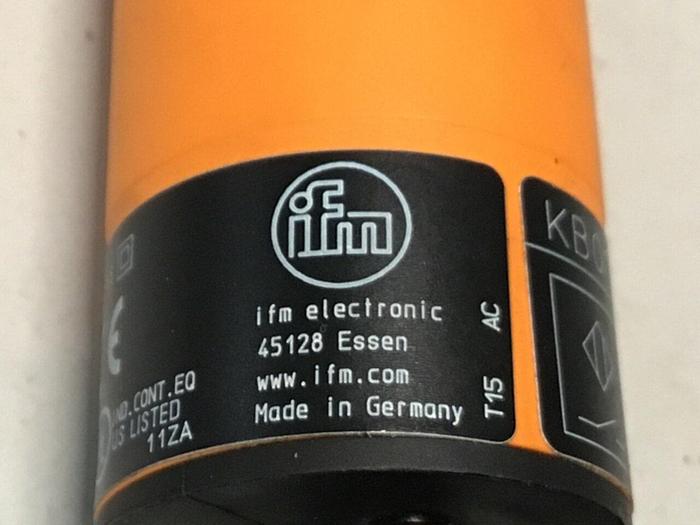 ifm
ifm electronic
45128 Essen
www.ifm.com
Made in Germany
AC
T15
IND.CONT.EQ
US LISTED
11ZA
CE